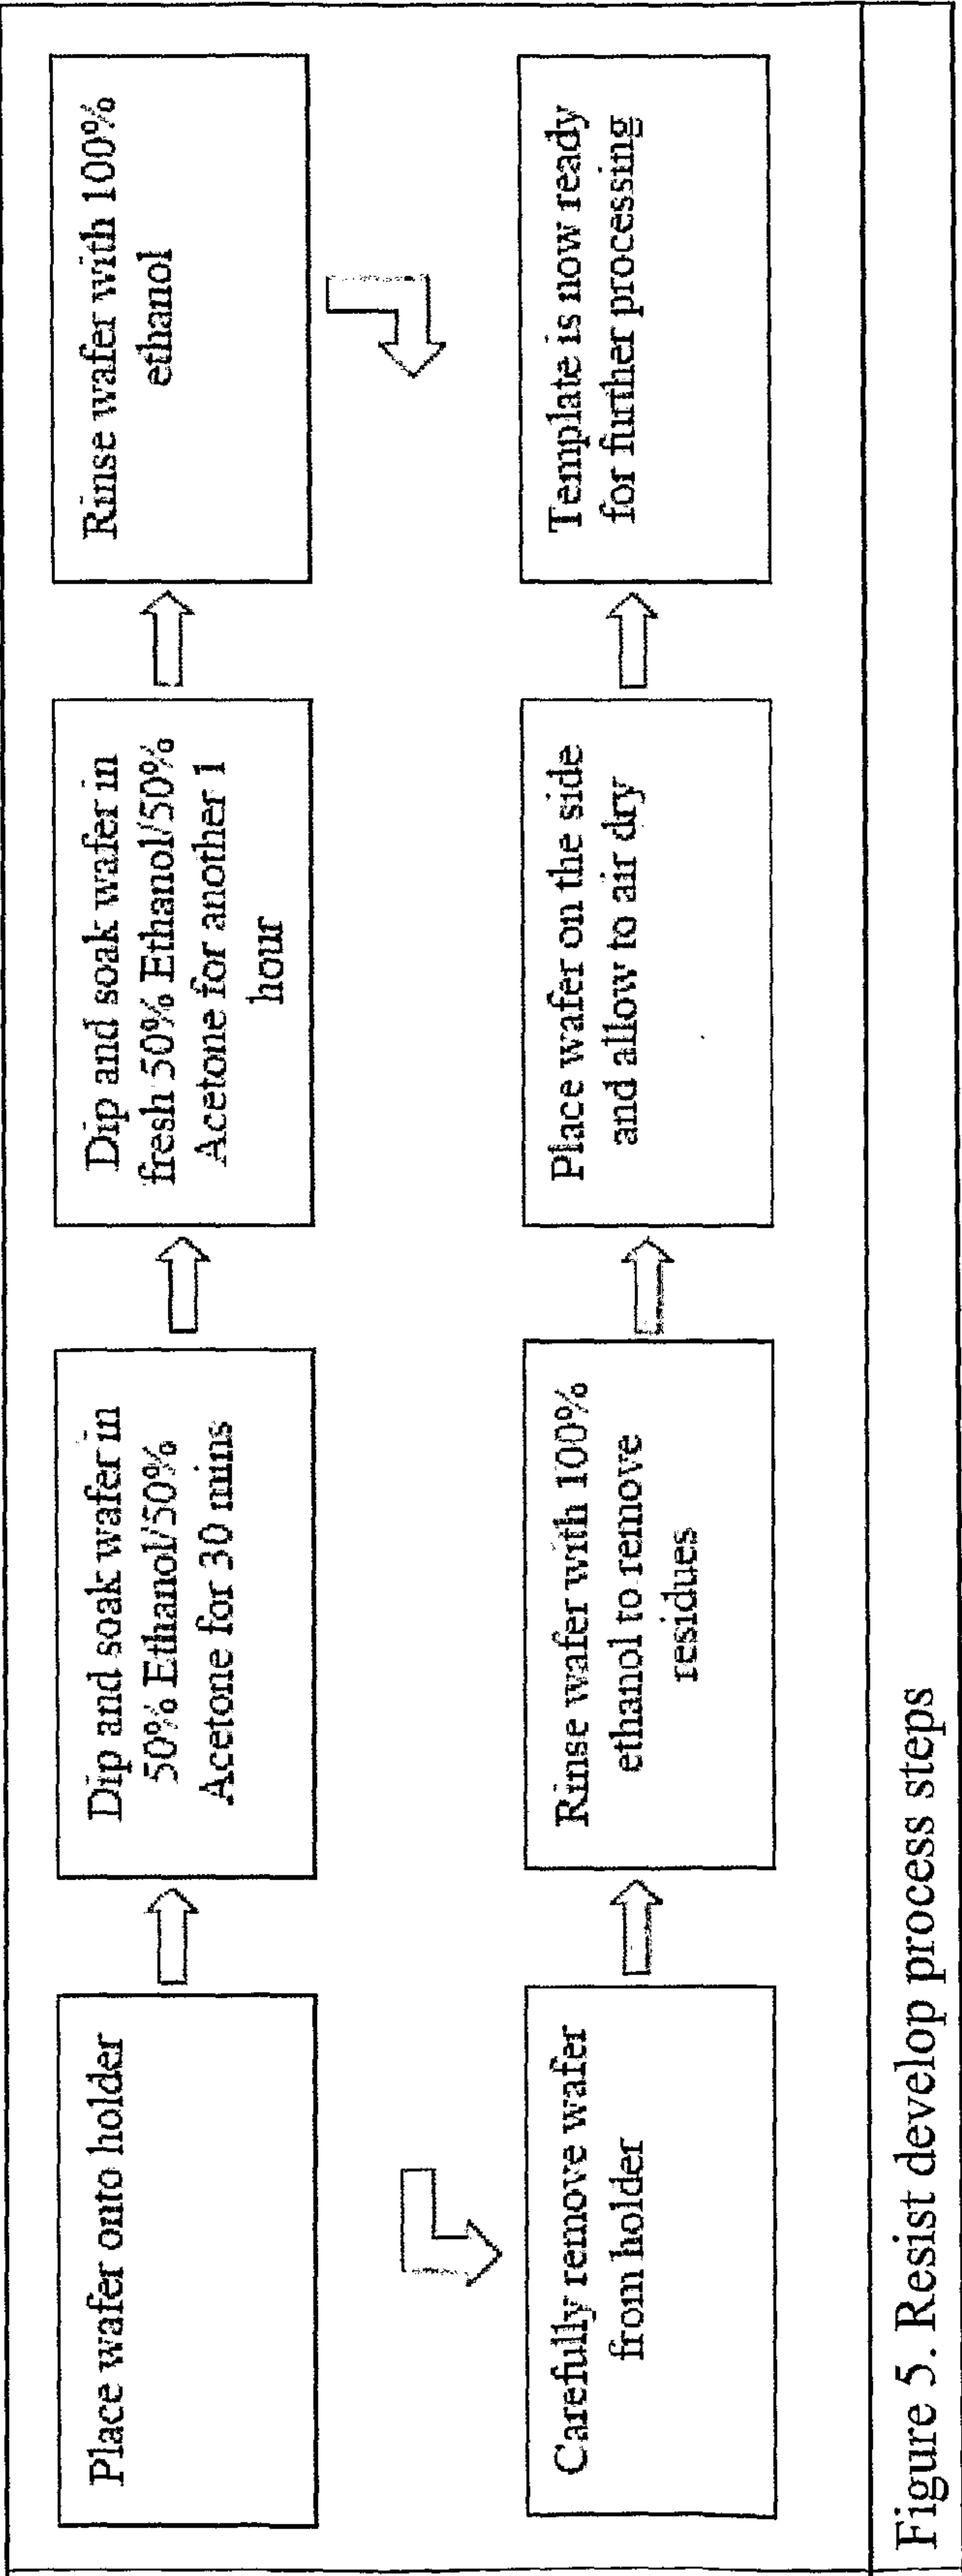 Place wafer onto holder
Dip and soak wafer in
50% Ethanol/50%
Acetone for 30 mins
Dip and soak wafer in
fresh 50% Ethanol/50%
Acetone for another 1
hour
Rinse wafer with 100%
ethanol
Carefully remove wafer
from holder
Rinse wafer with 100%
ethanol to remove
residues
Place wafer on the side
and allow to air dry
Template is now ready
for further processing
Figure 5. Resist develop process steps